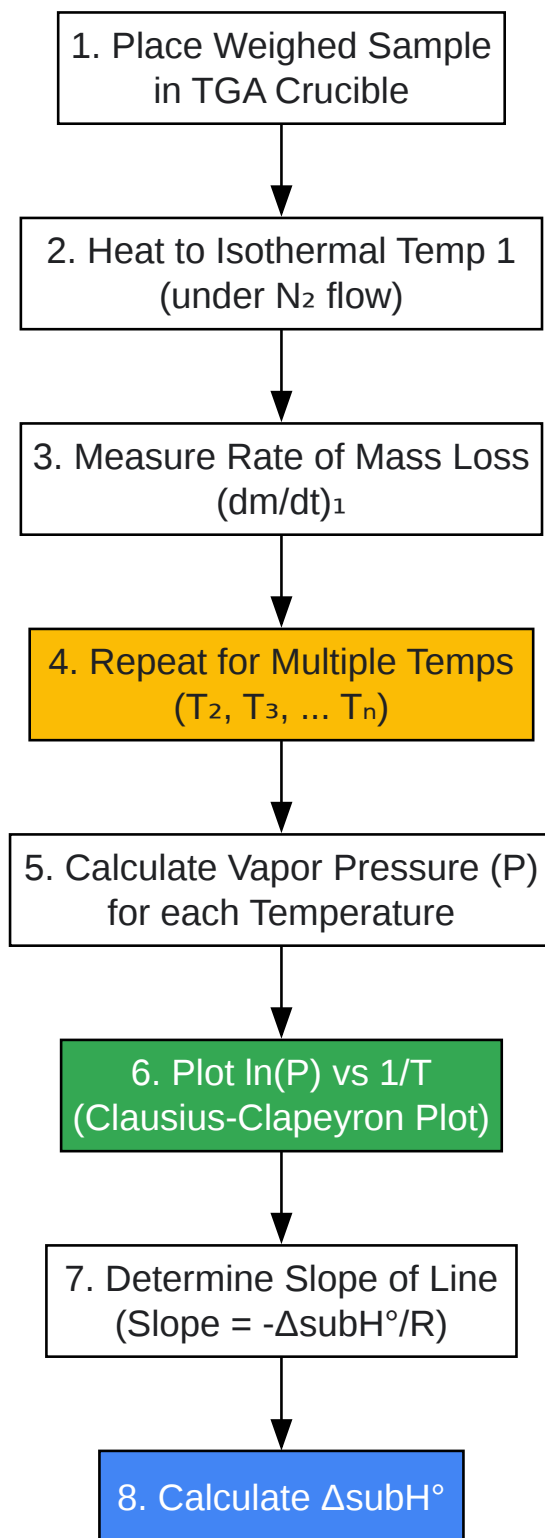 1. Place Weighed Sample
in TGA Crucible
2. Heat to Isothermal Temp 1
(under N₂ flow)
3. Measure Rate of Mass Loss
(dm/dt)₁
4. Repeat for Multiple Temps
(T₂, T₃, ... Tₙ)
5. Calculate Vapor Pressure (P)
for each Temperature
6. Plot ln(P) vs 1/T
(Clausius-Clapeyron Plot)
7. Determine Slope of Line
(Slope = -ΔsubH°/R)
8. Calculate ΔsubH°